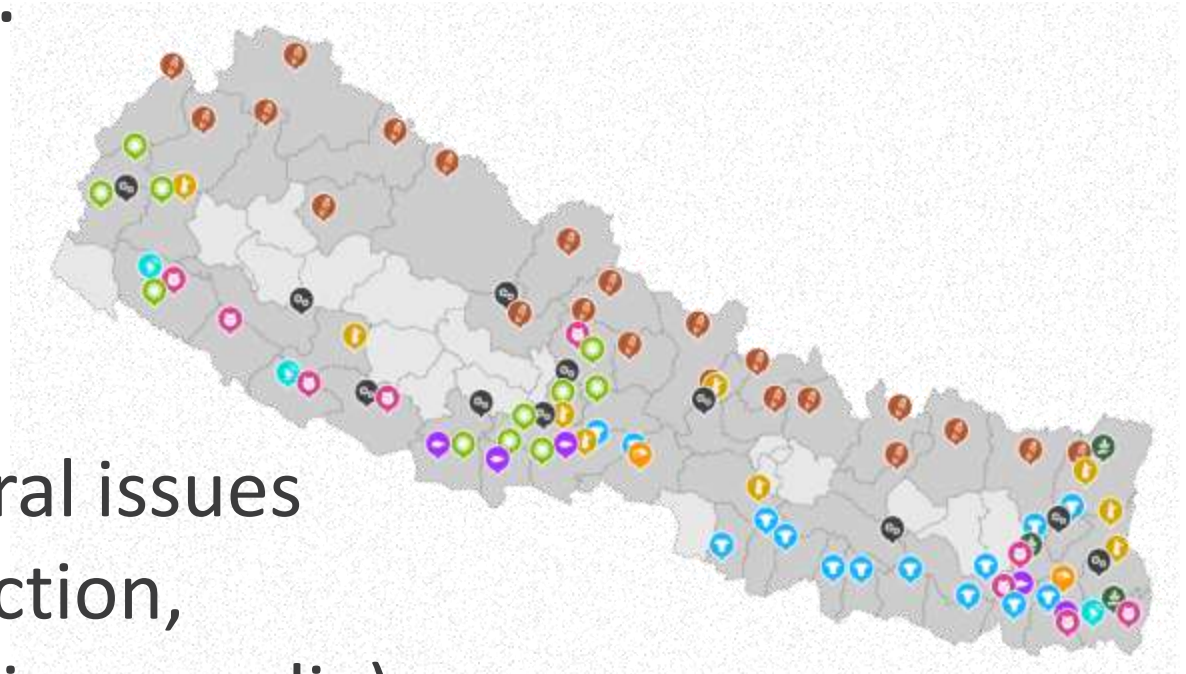 .
ral issues
ction,